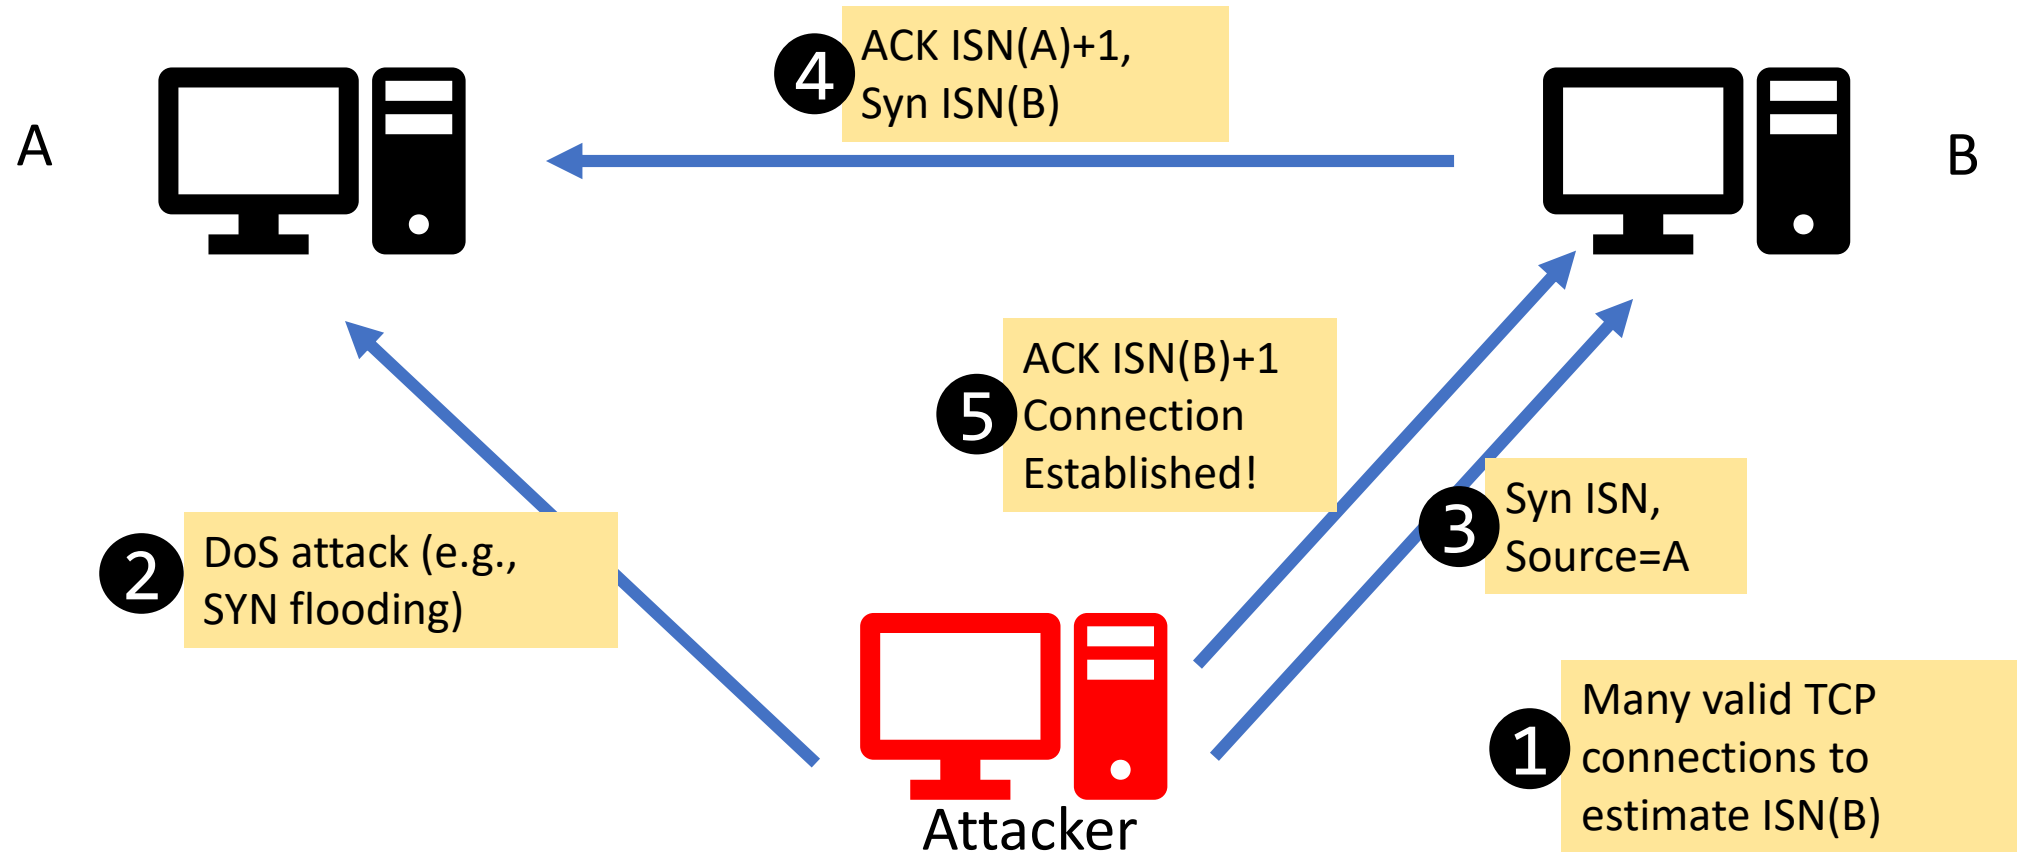 4
ACK ISN(A)+1,
Syn ISN(B)
A
B
5
ACK ISN(B)+1
Connection
Established!
3
Syn ISN,
Source=A
2
DoS attack (e.g.,
SYN flooding)
1
Many valid TCP
connections to
estimate ISN(B)
Attacker